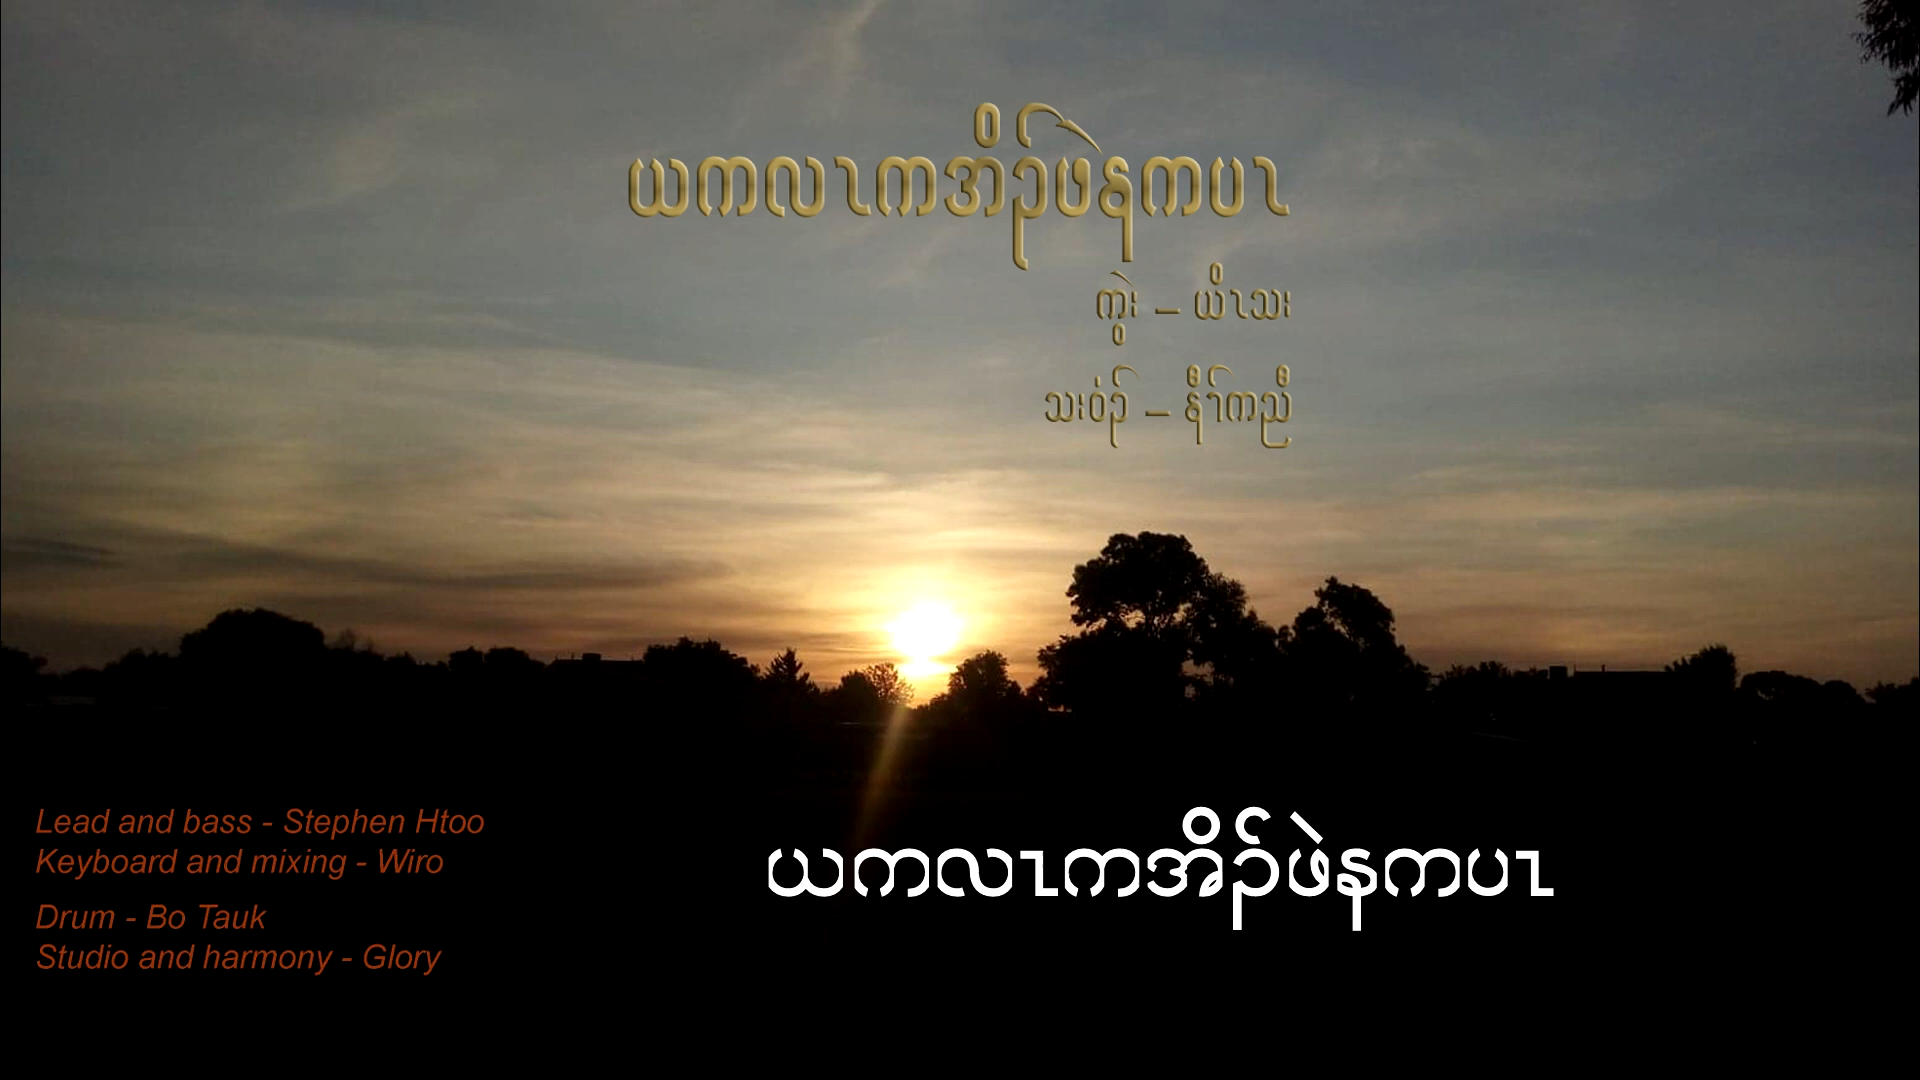 ယကလၤကအိၣ်ဖဲနကပၤ
ကွဲး – ယိၤသး
သးဝံၣ် – နီၢ်ကညီ
Lead and bass - Stephen Htoo
Keyboard and mixing - Wiro
Drum - Bo Tauk
Studio and harmony - Glory
ယကလၤကအိၣ်ဖဲနကပၤ